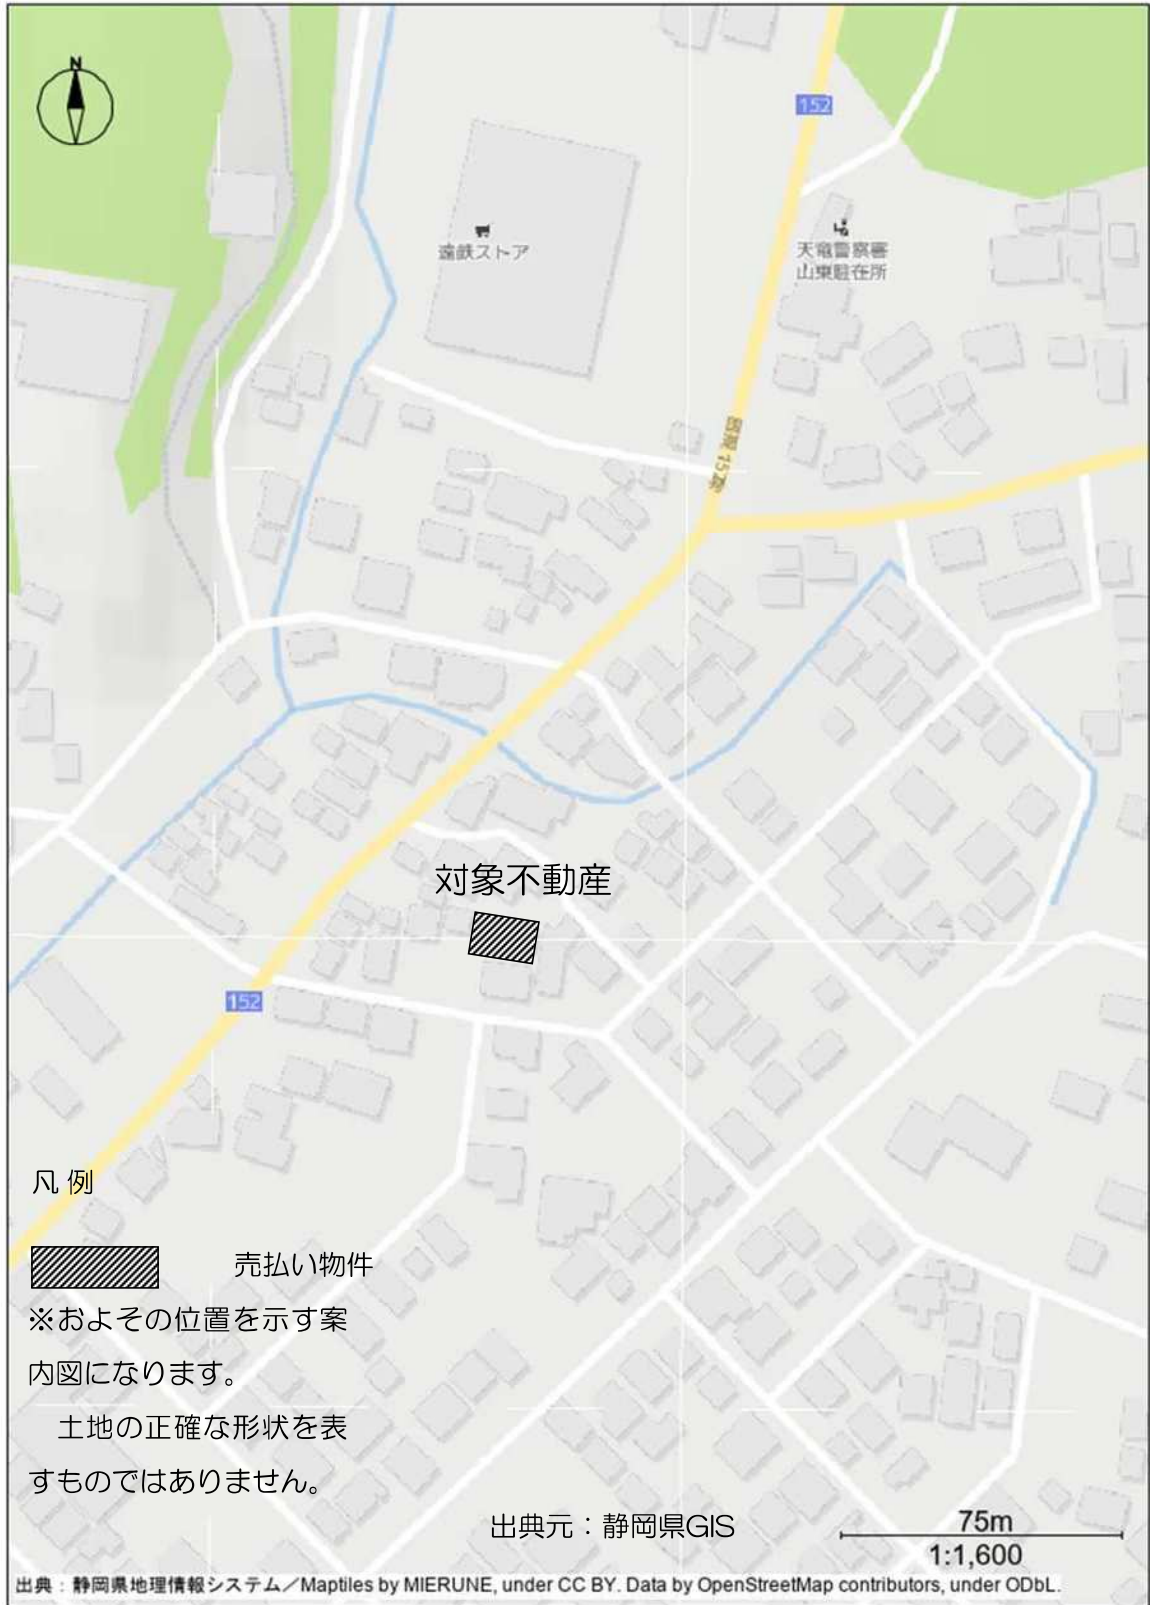 N
152
遠鉄ストア
天竜警察署
山東駐在所
国道 152号
対象不動産
152
凡 例
売払い物件
※およその位置を示す案
内図になります。
土地の正確な形状を表
すものではありません。
出典元：静岡県GIS
75m
1:1,600
出典：静岡県地理情報システム／Maptiles by MIERUNE, under CC BY. Data by OpenStreetMap contributors, under ODbL.